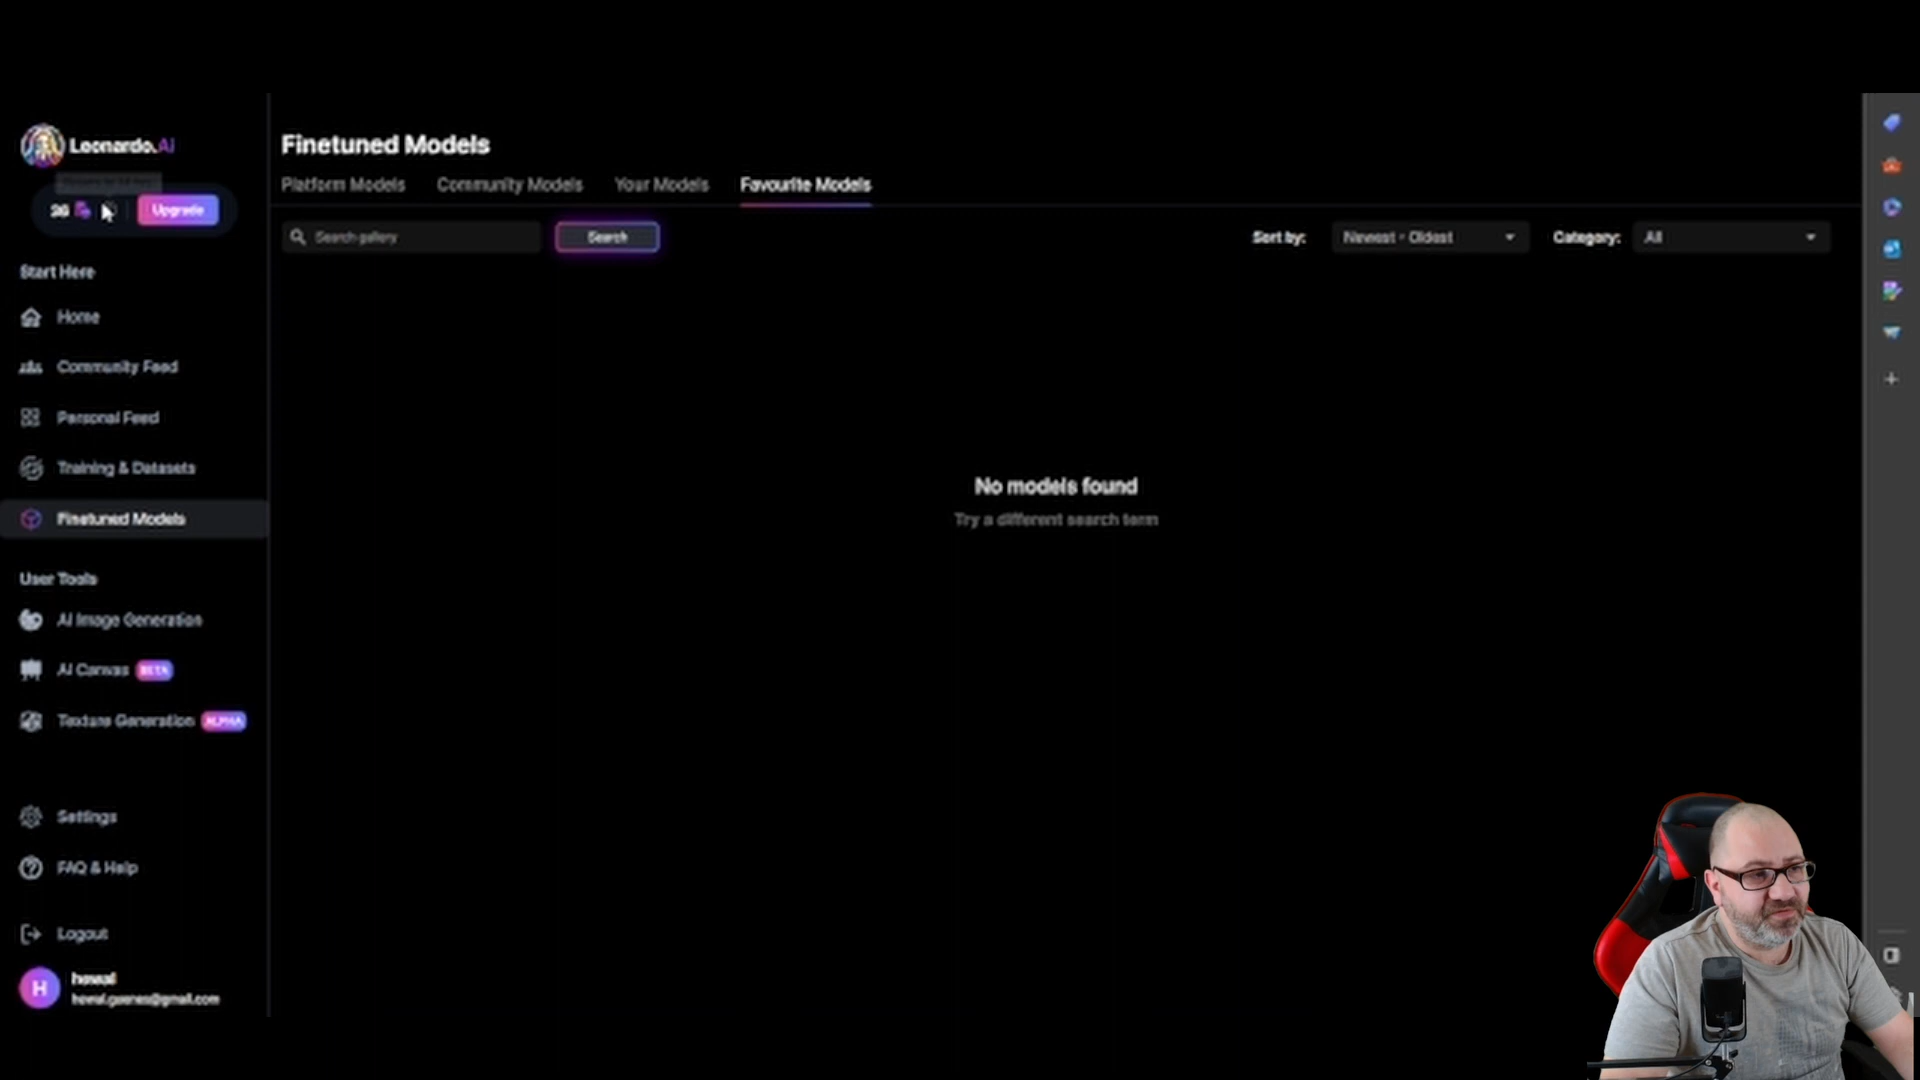 Leonardo.Ai
Upgrade
Start Here
Home
Community Feed
Personal Feed
Training & Datasets
Finetuned Models
User Tools
AI Image Generation
AI Canvas BETA
Texture Generation ALPHA
Settings
FAQ & Help
Logout
H
Finetuned Models
Platform Models Community Models Your Models Favourite Models
Search gallery Search Sort by: Newest - Oldest Category: All
No models found
Try a different search term